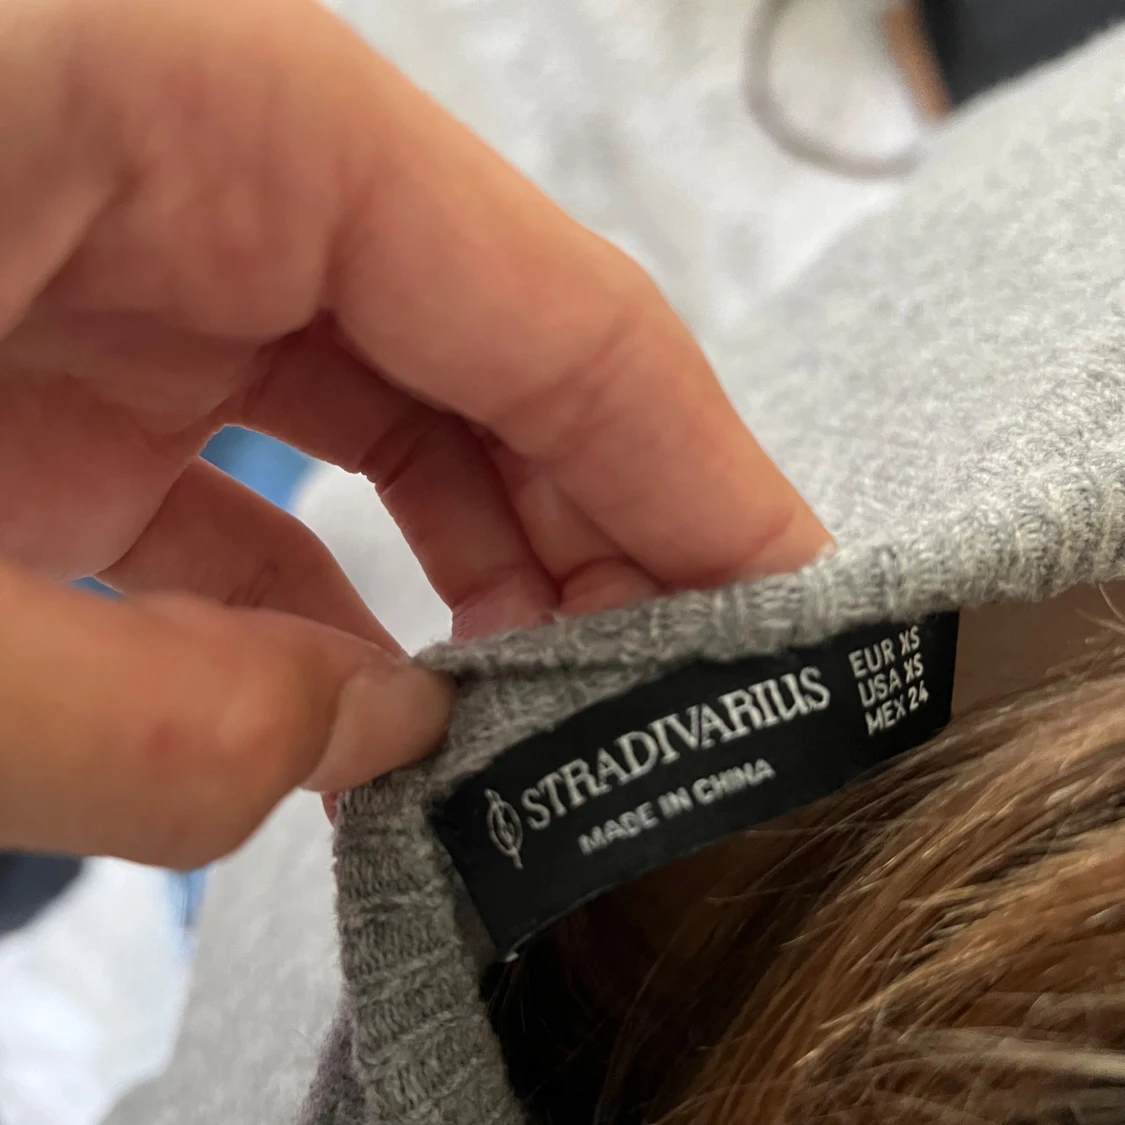 STRADIVARIUS
MADE IN CHINA
EUR XS
USA XS
MEX 24